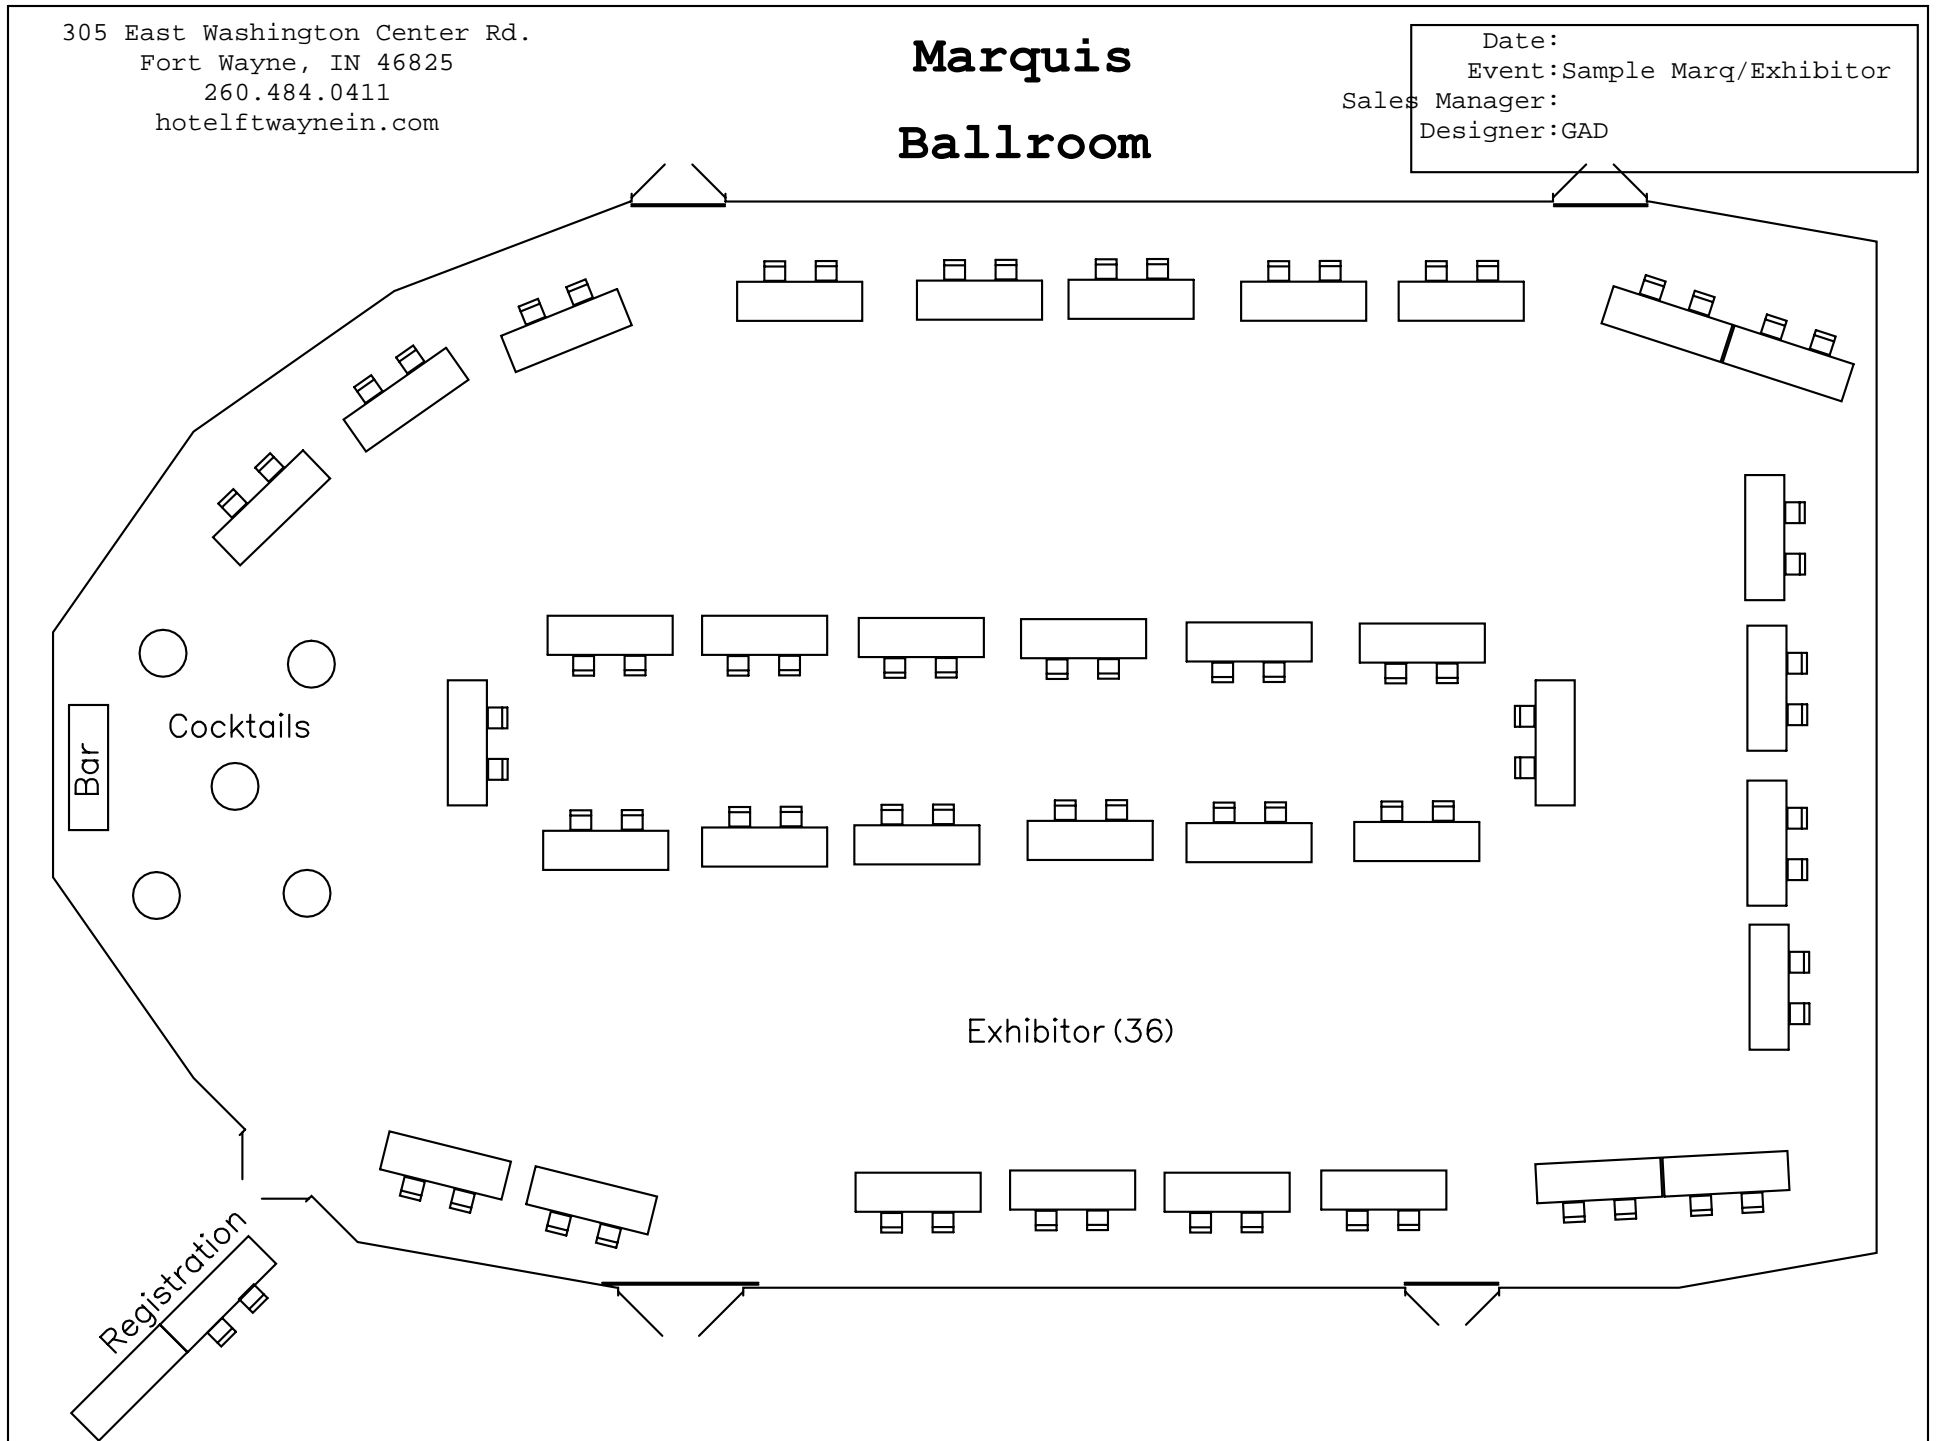 305 East Washington Center Rd.
Fort Wayne, IN 46825
260.484.0411
hotelftwaynein.com
Marquis
Ballroom
Date:
Event:Sample Marq/Exhibitor
Sales Manager:
Designer:GAD
Cocktails
Bar
Exhibitor (36)
Registration